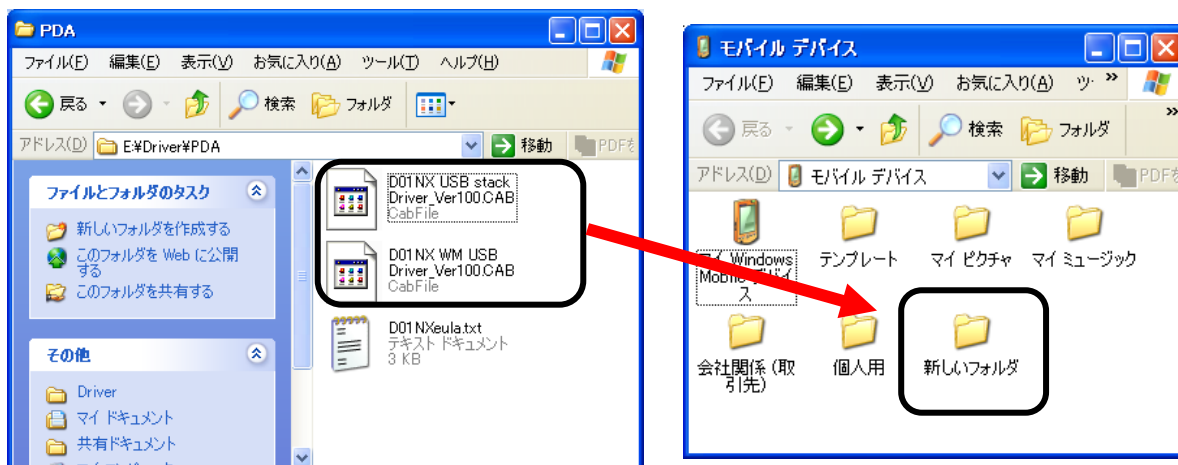 PDA
ファイル(F) 編集(E) 表示(V) お気に入り(A) ツール(T) ヘルプ(H)
戻る 検索 フォルダ
アドレス(D) E:¥Driver¥PDA 移動 PDFを
ファイルとフォルダのタスク
新しいフォルダを作成する
このフォルダを Web に公開
する
このフォルダを共有する
その他
Driver
マイ ドキュメント
共有ドキュメント
D01NX USB stack
Driver_Ver100.CAB
CabFile
D01NX WM USB
Driver_Ver100.CAB
CabFile
D01NXeula.txt
テキスト ドキュメント
3 KB
モバイル デバイス
ファイル(F) 編集(E) 表示(V) お気に入り(A) ツ »
戻る 検索 フォルダ »
アドレス(D) モバイル デバイス 移動 PDFを
マイ Windows
Mobile デバイ
ス
テンプレート
マイ ピクチャ
マイ ミュージック
会社関係 (取
引先)
個人用
新しいフォルダ